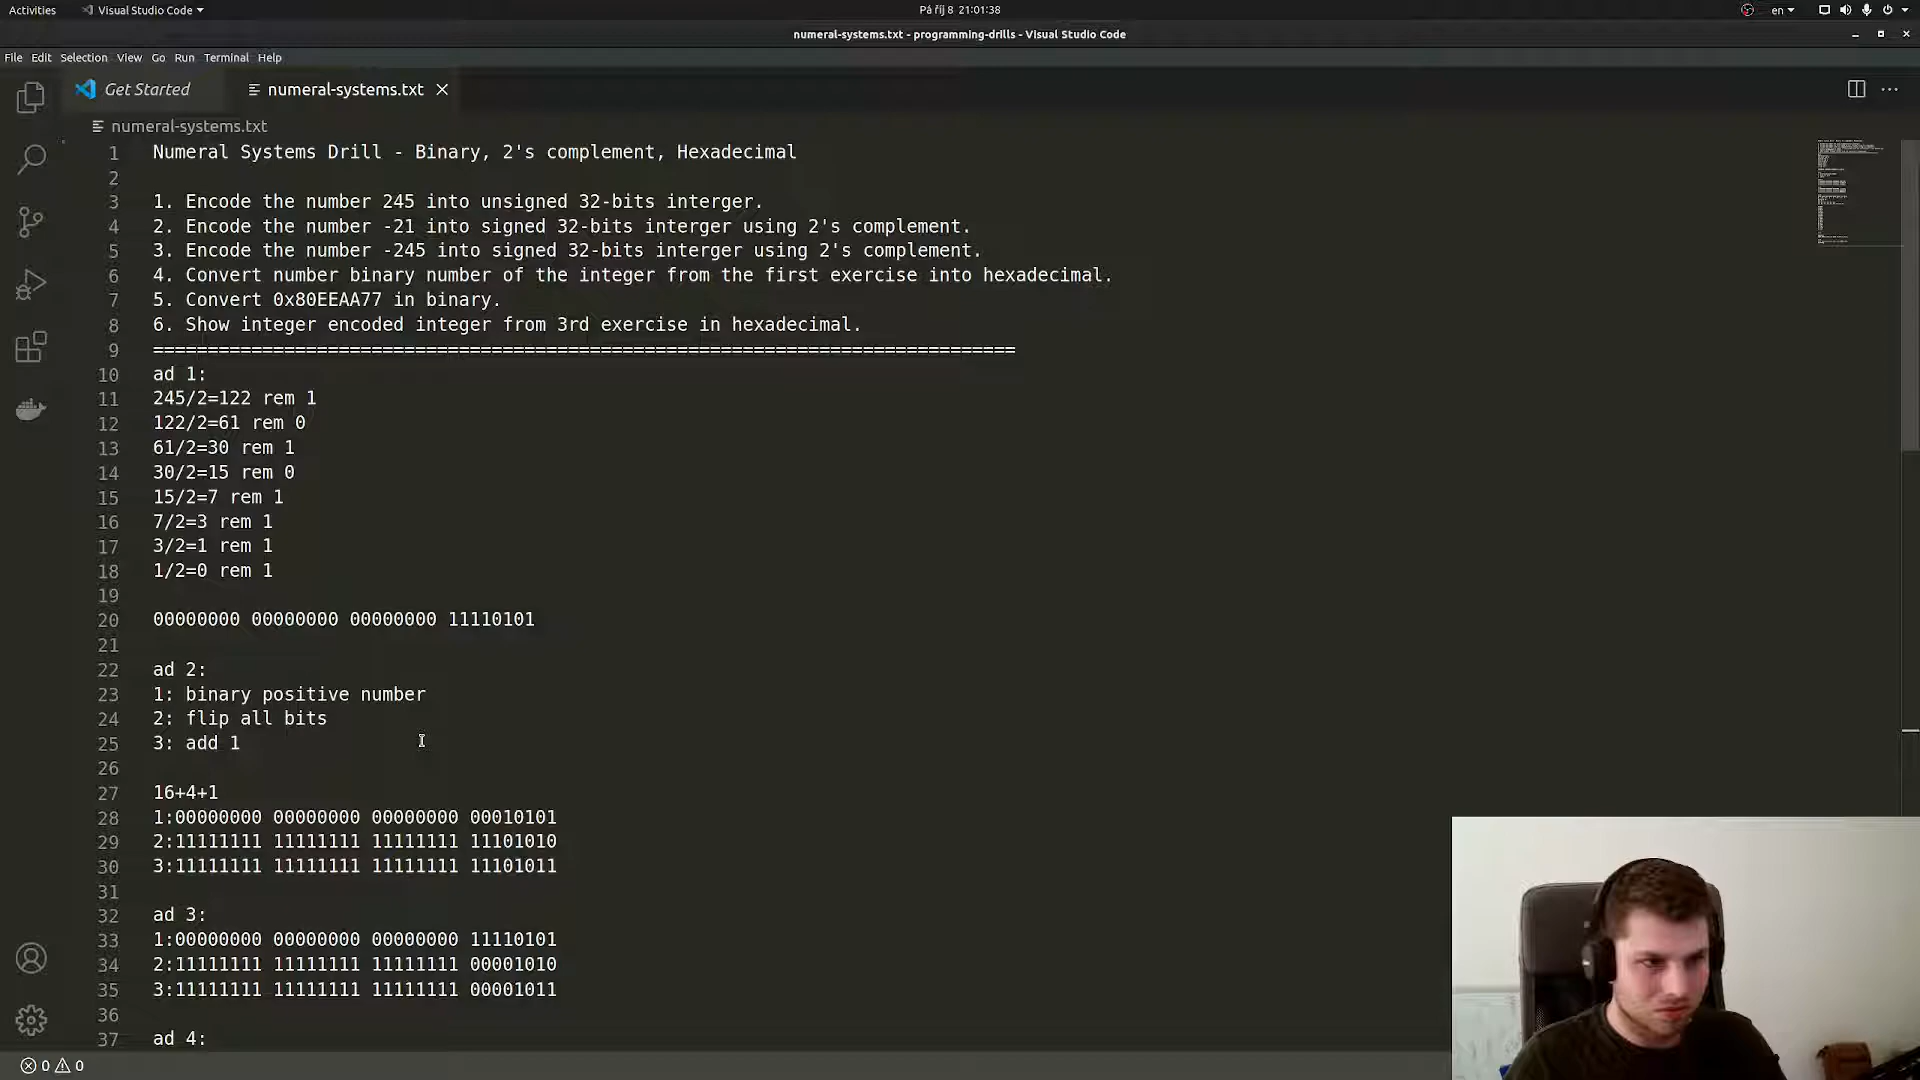 Activities
Visual Studio Code
Pá říj 8 21:01:38
en
numeral-systems.txt - programming-drills - Visual Studio Code
File Edit Selection View Go Run Terminal Help
Get Started
numeral-systems.txt
numeral-systems.txt
1 Numeral Systems Drill - Binary, 2's complement, Hexadecimal
2
3 1. Encode the number 245 into unsigned 32-bits interger.
4 2. Encode the number -21 into signed 32-bits interger using 2's complement.
5 3. Encode the number -245 into signed 32-bits interger using 2's complement.
6 4. Convert number binary number of the integer from the first exercise into hexadecimal.
7 5. Convert 0x80EEAA77 in binary.
8 6. Show integer encoded integer from 3rd exercise in hexadecimal.
9 ===============================================================================
10 ad 1:
11 245/2=122 rem 1
12 122/2=61 rem 0
13 61/2=30 rem 1
14 30/2=15 rem 0
15 15/2=7 rem 1
16 7/2=3 rem 1
17 3/2=1 rem 1
18 1/2=0 rem 1
19
20 00000000 00000000 00000000 11110101
21
22 ad 2:
23 1: binary positive number
24 2: flip all bits
25 3: add 1
26
27 16+4+1
28 1:00000000 00000000 00000000 00010101
29 2:11111111 11111111 11111111 11101010
30 3:11111111 11111111 11111111 11101011
31
32 ad 3:
33 1:00000000 00000000 00000000 11110101
34 2:11111111 11111111 11111111 00001010
35 3:11111111 11111111 11111111 00001011
36
37 ad 4:
0 0